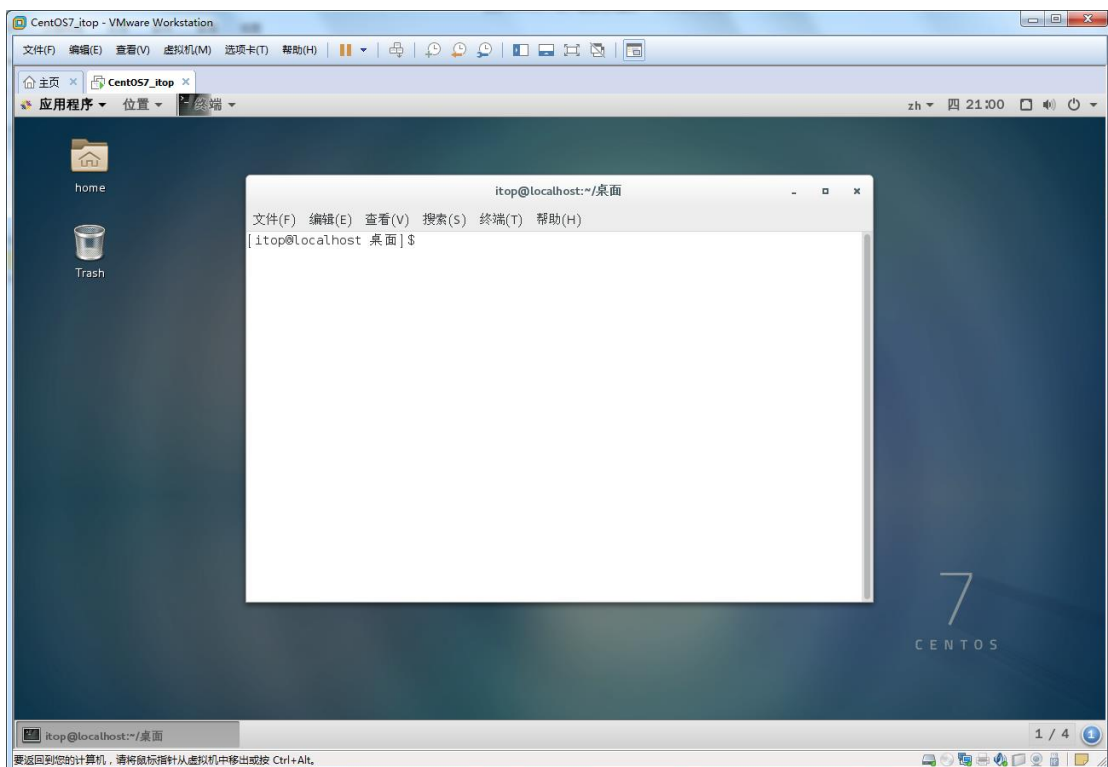 CentOS7_itop - VMware Workstation
文件(F) 编辑(E) 查看(V) 虚拟机(M) 选项卡(T) 帮助(H)
主页 CentOS7_itop
应用程序 位置 终端 zh 四 21:00
home
Trash
itop@localhost:~/桌面
文件(F) 编辑(E) 查看(V) 搜索(S) 终端(T) 帮助(H)
[itop@localhost 桌面]$
7
CENTOS
itop@localhost:~/桌面 1 / 4 1
要返回到您的计算机，请将鼠标指针从虚拟机中移出或按 Ctrl+Alt。